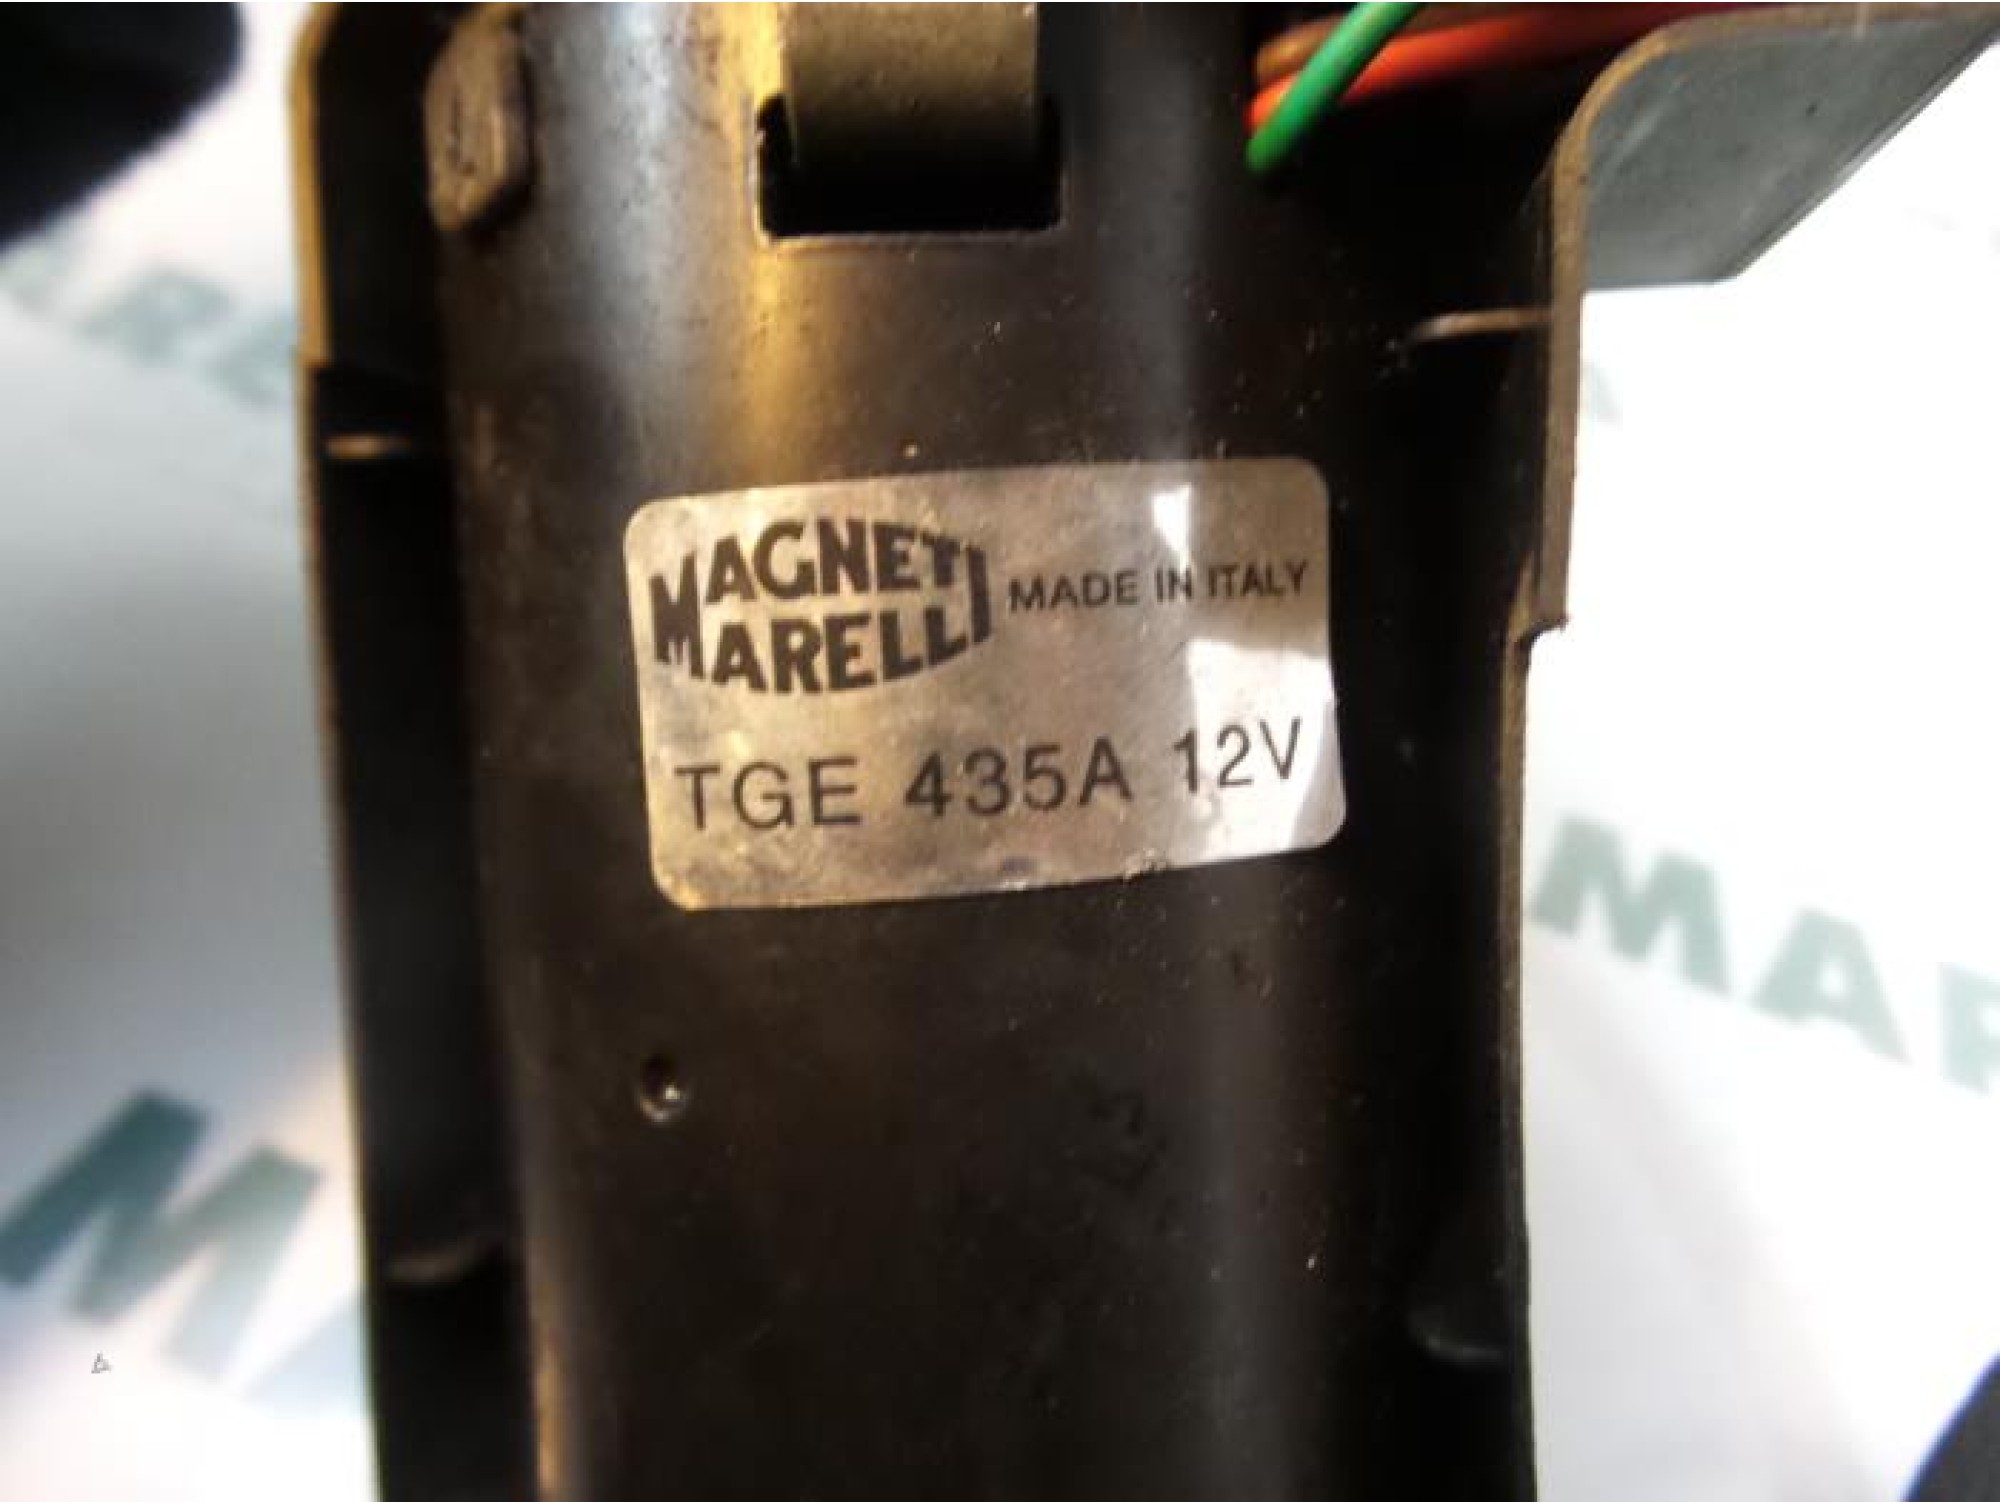 MAGNETI
MARELLI
MADE IN ITALY
TGE 435A 12V